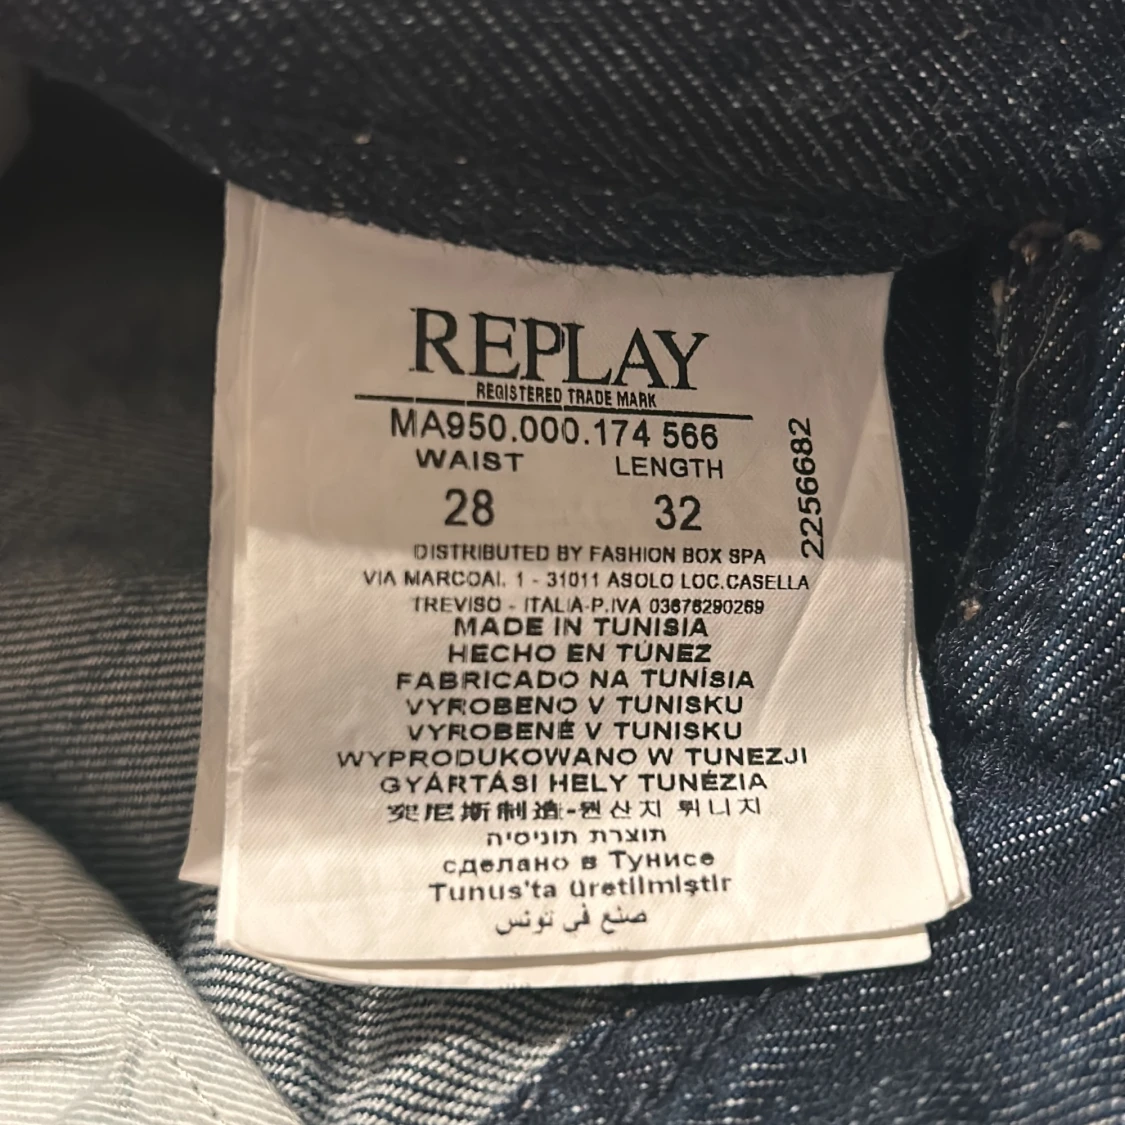 REPLAY
REGISTERED TRADE MARK
MA950.000.174 566
WAIST LENGTH
28 32
2256682
DISTRIBUTED BY FASHION BOX SPA
VIA MARCOAI, 1 - 31011 ASOLO LOC.CASELLA
TREVISO - ITALIA-P.IVA 03676290269
MADE IN TUNISIA
HECHO EN TÚNEZ
FABRICADO NA TUNÍSIA
VYROBENO V TUNISKU
VYROBENÉ V TUNISKU
WYPRODUKOWANO W TUNEZJI
GYÁRTÁSI HELY TUNÉZIA
突尼斯制造-원산지 튀니지
תוצרת תוניסיה
сделано в Тунисе
Tunus'ta üretilmiştir
صنع في تونس